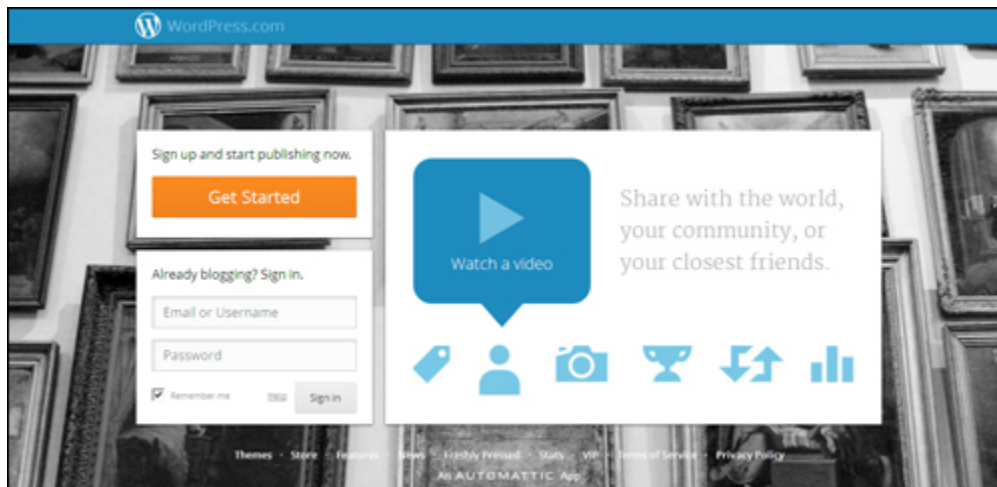 WordPress.com
Sign up and start publishing now.
Get Started
Already blogging? Sign in.
Email or Username
Password
Remember me Help Sign in
Watch a video
Share with the world,
your community, or
your closest friends.
Themes · Store · Features · News · Freshly Pressed · Stats · VIP · Terms of Service · Privacy Policy
An AUTOMATTIC App